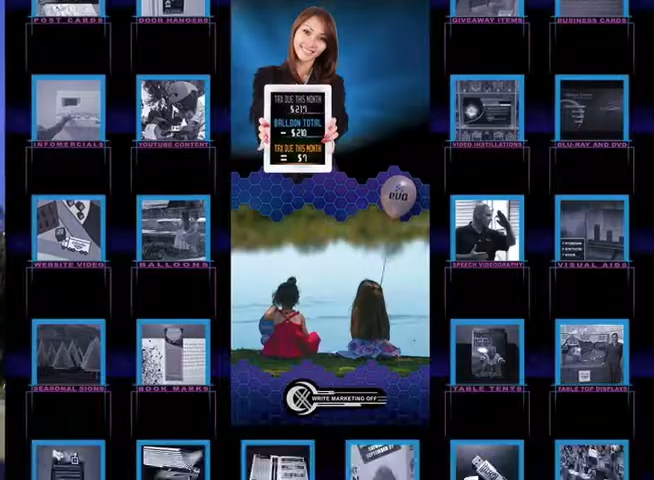 POST CARDS
DOOR HANGERS
GIVEAWAY ITEMS
BUSINESS CARDS
TAX DUE THIS MONTH
$217
BALLOON TOTAL
- $210
TAX DUE THIS MONTH
= $7
INFOMERCIALS
YOUTUBE CONTENT
VIDEO INSTILLATIONS
BLU-RAY AND DVD
evo
WEBSITE VIDEO
BALLOONS
SPEECH VIDEOGRAPHY
VISUAL AIDS
SEASONAL SIGNS
BOOK MARKS
WRITE MARKETING OFF
TABLE TENTS
TABLE TOP DISPLAYS